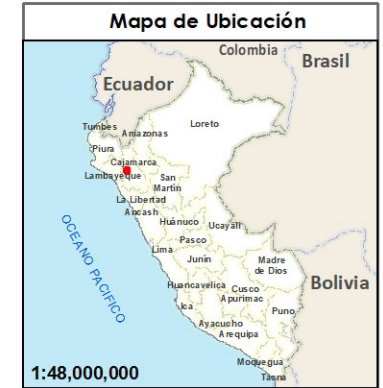 Mapa de Ubicación
Colombia
Brasil
Ecuador
Loreto
Tumbes
Amazonas
Piura
Cajamarca
Lambayeque
San
Martin
La Libertad
Ancash
Huánuco
Ucayali
Pasco
Lima
Junín
Madre
de Dios
OCEANO PACIFICO
Huancavelica
Cusco
Apurimac
Bolivia
Ica
Puno
Ayacucho
Arequipa
Moquegua
Tacna
1:48,000,000